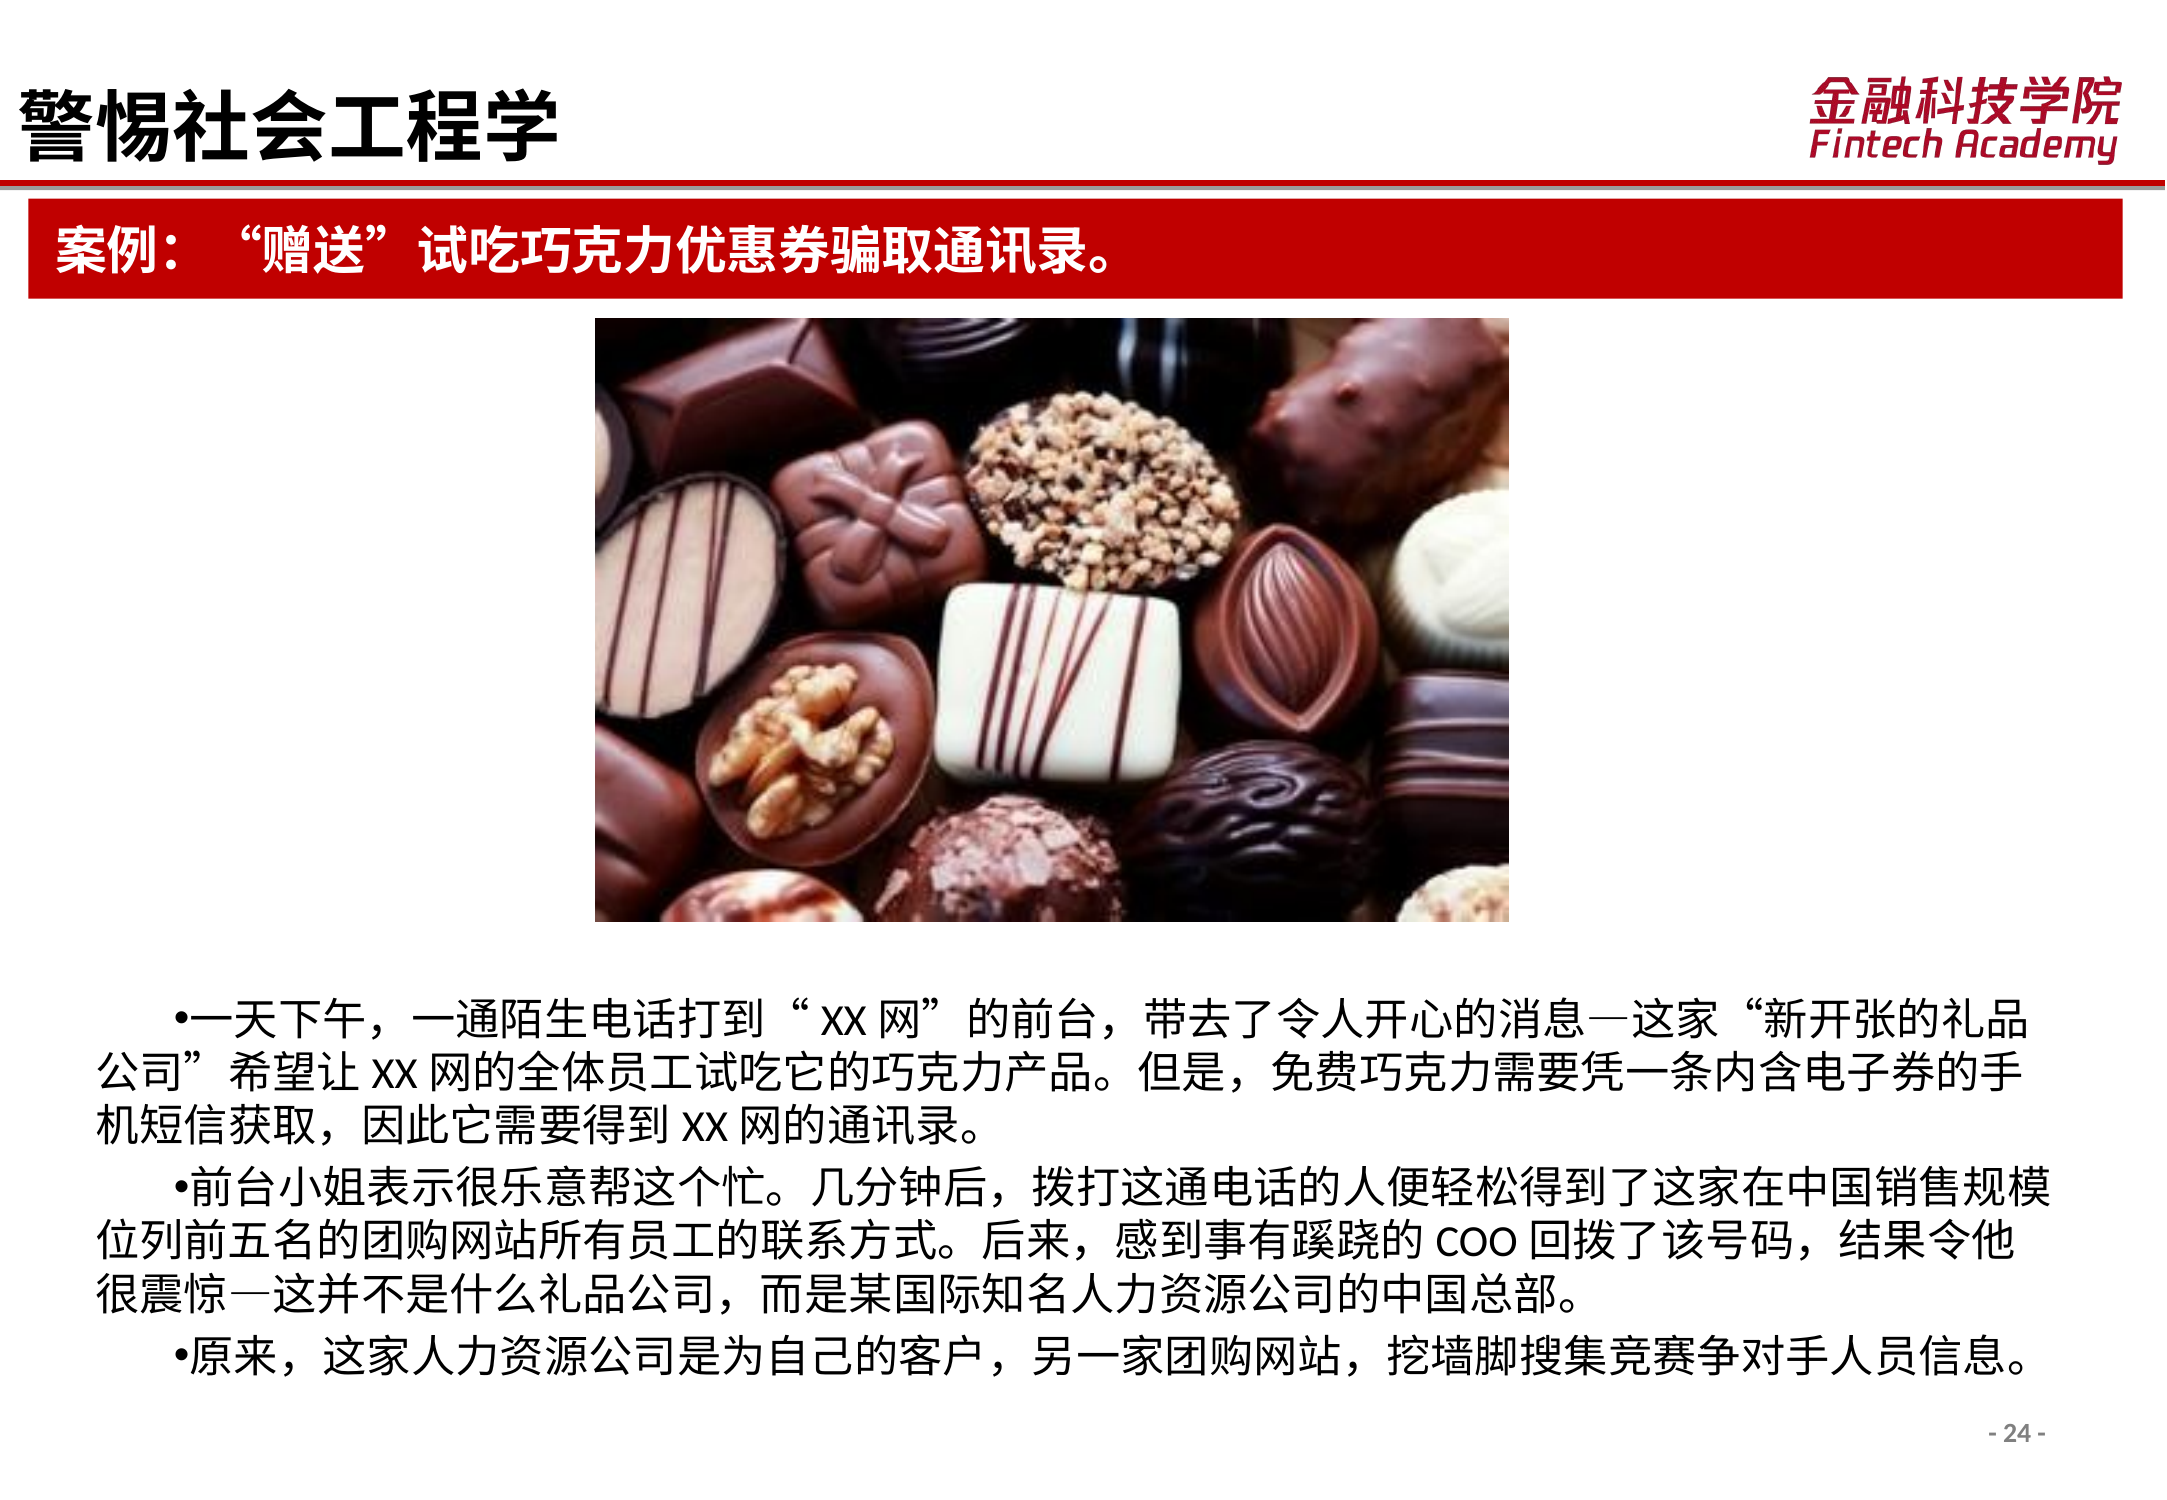 警惕社会工程学
金融科技学院
Fintech Academy
案例：“赠送”试吃巧克力优惠券骗取通讯录。
•一天下午，一通陌生电话打到“ XX 网”的前台，带去了令人开心的消息—这家“新开张的礼品
公司”希望让 XX 网的全体员工试吃它的巧克力产品。但是，免费巧克力需要凭一条内含电子券的手
机短信获取，因此它需要得到 XX 网的通讯录。
•前台小姐表示很乐意帮这个忙。几分钟后，拨打这通电话的人便轻松得到了这家在中国销售规模
位列前五名的团购网站所有员工的联系方式。后来，感到事有蹊跷的 COO 回拨了该号码，结果令他
很震惊—这并不是什么礼品公司，而是某国际知名人力资源公司的中国总部。
•原来，这家人力资源公司是为自己的客户，另一家团购网站，挖墙脚搜集竞赛争对手人员信息。
- 24 -